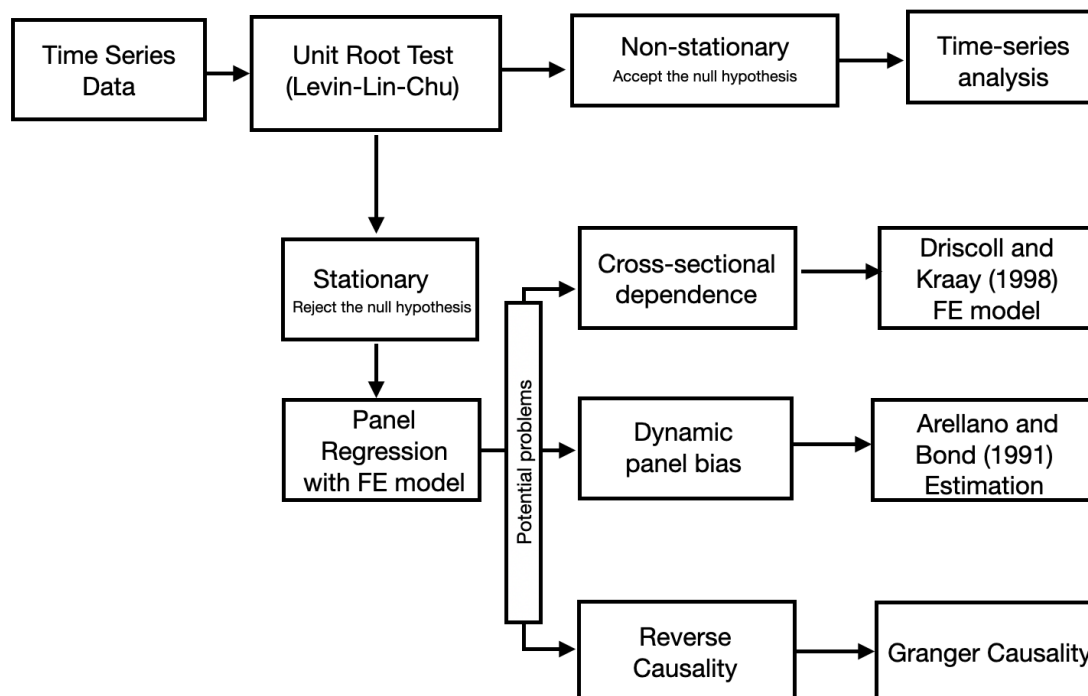 Time Series
Data
Unit Root Test
(Levin-Lin-Chu)
Non-stationary
Accept the null hypothesis
Time-series
analysis
Stationary
Reject the null hypothesis
Cross-sectional
dependence
Driscoll and
Kraay (1998)
FE model
Panel
Regression
with FE model
Potential problems
Dynamic
panel bias
Arellano and
Bond (1991)
Estimation
Reverse
Causality
Granger Causality